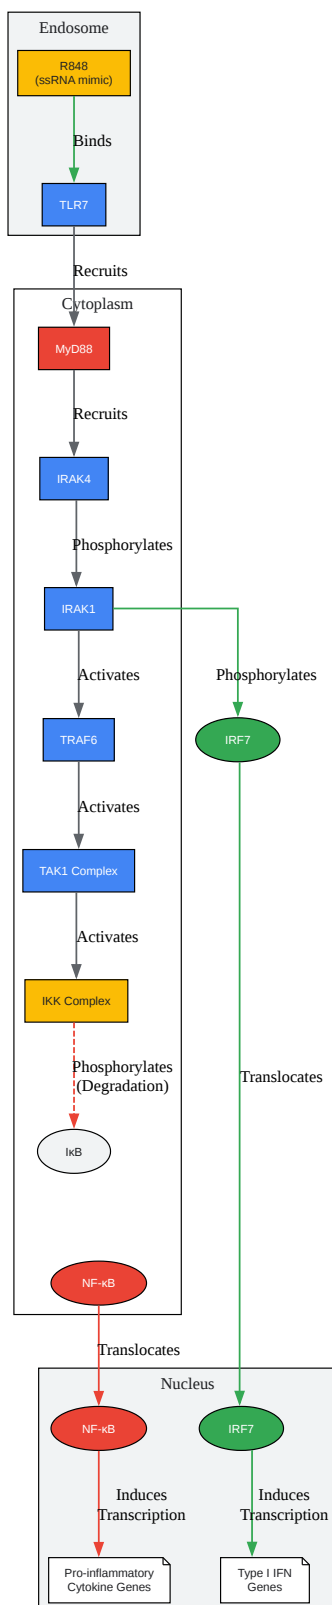 Endosome
R848
(ssRNA mimic)
Binds
TLR7
Recruits
Cytoplasm
MyD88
Recruits
IRAK4
Phosphorylates
IRAK1
Activates
Phosphorylates
TRAF6
IRF7
Activates
TAK1 Complex
Activates
IKK Complex
Phosphorylates
(Degradation)
Translocates
IκB
NF-κB
Translocates
Nucleus
NF-κB
IRF7
Induces
Transcription
Induces
Transcription
Pro-inflammatory
Cytokine Genes
Type I IFN
Genes